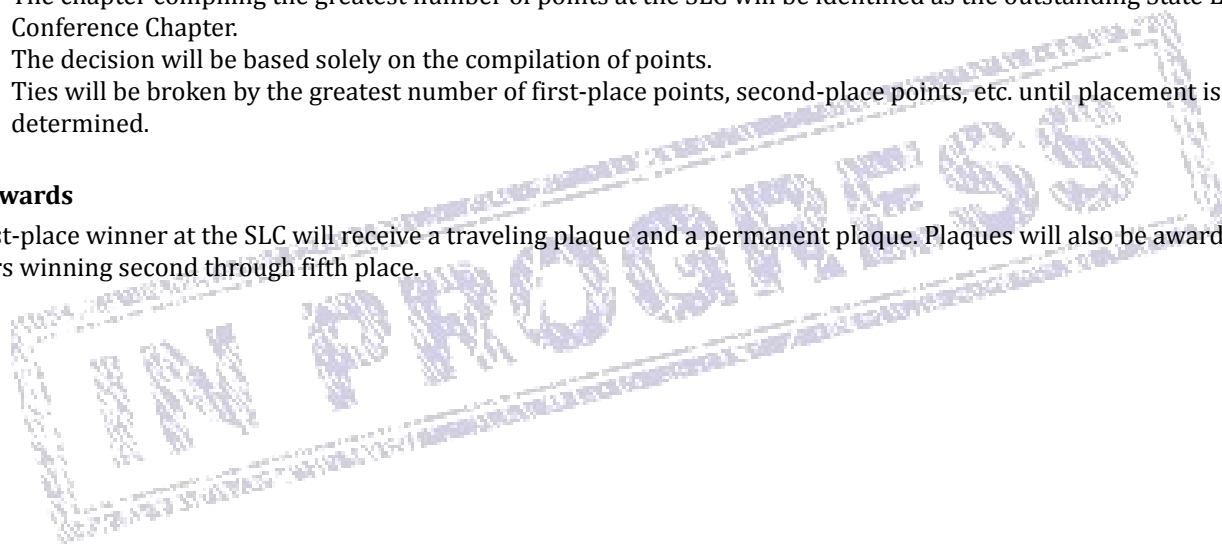 The chapter compiling the greatest number of points at the SLC will be identified as the outstanding State
Conference Chapter.
The decision will be based solely on the compilation of points.
Ties will be broken by the greatest number of first-place points, second-place points, etc. until placement is
determined.
wards
st-place winner at the SLC will receive a traveling plaque and a permanent plaque. Plaques will also be award
rs winning second through fifth place.
IN PROGRESS